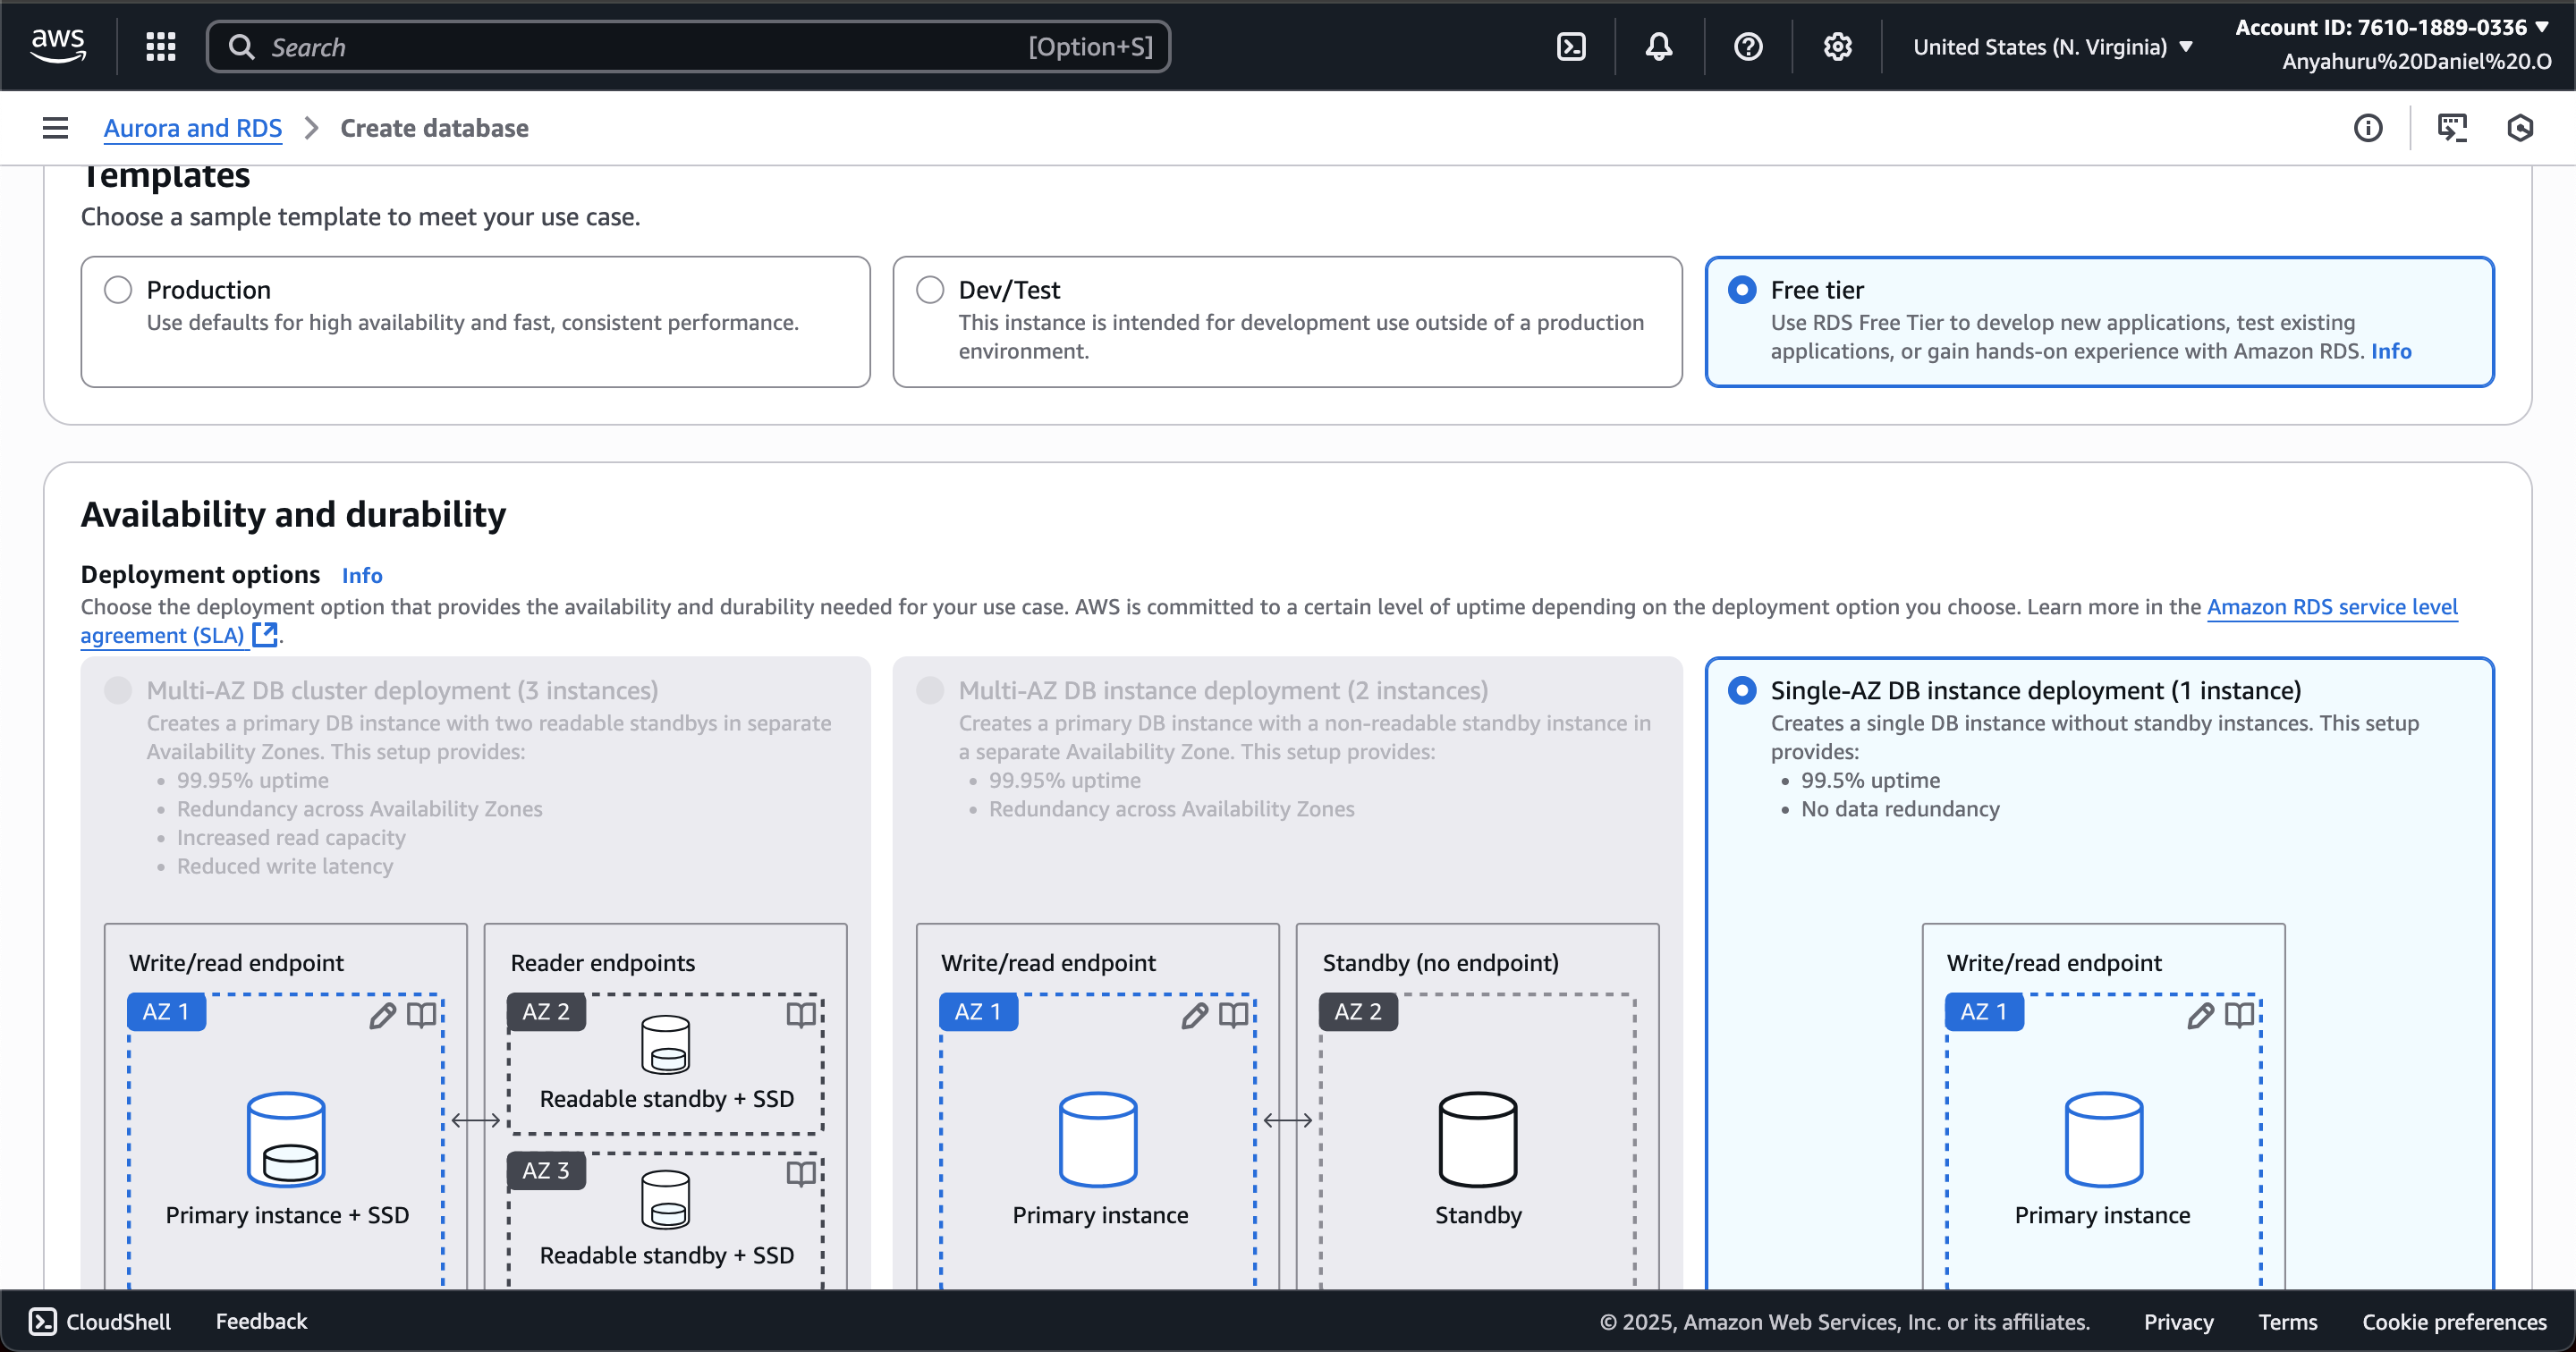 aws
Search
[Option+S]
United States (N. Virginia)
Account ID: 7610-1889-0336
Anyahuru%20Daniel%20.O
Aurora and RDS
Create database
Templates
Choose a sample template to meet your use case.
Production
Use defaults for high availability and fast, consistent performance.
Dev/Test
This instance is intended for development use outside of a production
environment.
Free tier
Use RDS Free Tier to develop new applications, test existing
applications, or gain hands-on experience with Amazon RDS. Info
Availability and durability
Deployment options Info
Choose the deployment option that provides the availability and durability needed for your use case. AWS is committed to a certain level of uptime depending on the deployment option you choose. Learn more in the Amazon RDS service level
agreement (SLA).
Multi-AZ DB cluster deployment (3 instances)
Creates a primary DB instance with two readable standbys in separate
Availability Zones. This setup provides:
• 99.95% uptime
• Redundancy across Availability Zones
• Increased read capacity
• Reduced write latency
Write/read endpoint
AZ 1
Primary instance + SSD
Reader endpoints
AZ 2
Readable standby + SSD
AZ 3
Readable standby + SSD
Multi-AZ DB instance deployment (2 instances)
Creates a primary DB instance with a non-readable standby instance in
a separate Availability Zone. This setup provides:
• 99.95% uptime
• Redundancy across Availability Zones
Write/read endpoint
AZ 1
Primary instance
Standby (no endpoint)
AZ 2
Standby
Single-AZ DB instance deployment (1 instance)
Creates a single DB instance without standby instances. This setup
provides:
• 99.5% uptime
• No data redundancy
Write/read endpoint
AZ 1
Primary instance
CloudShell
Feedback
© 2025, Amazon Web Services, Inc. or its affiliates.
Privacy
Terms
Cookie preferences